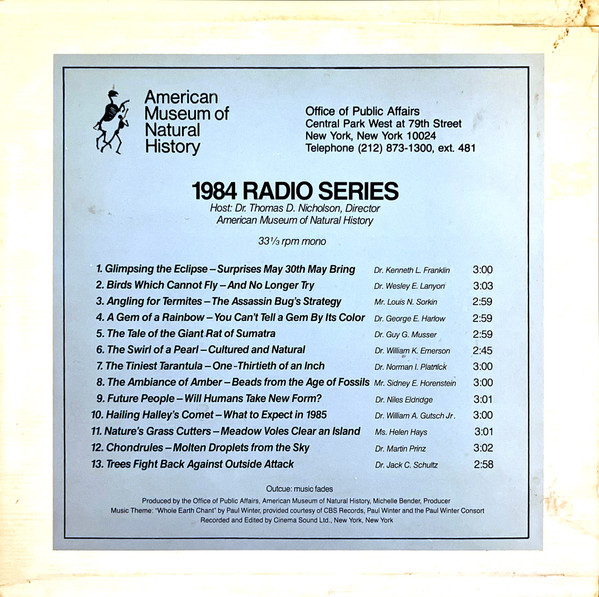 American
Museum of
Natural
History
Office of Public Affairs
Central Park West at 79th Street
New York, New York 10024
Telephone (212) 873-1300, ext. 481
1984 RADIO SERIES
Host: Dr. Thomas D. Nicholson, Director
American Museum of Natural History
33⅓ rpm mono
1. Glimpsing the Eclipse – Surprises May 30th May Bring Dr. Kenneth L. Franklin 3:00
2. Birds Which Cannot Fly – And No Longer Try Dr. Wesley E. Lanyon 3:03
3. Angling for Termites – The Assassin Bug's Strategy Mr. Louis N. Sorkin 2:59
4. A Gem of a Rainbow – You Can't Tell a Gem By Its Color Dr. George E. Harlow 2:59
5. The Tale of the Giant Rat of Sumatra Dr. Guy G. Musser 2:59
6. The Swirl of a Pearl – Cultured and Natural Dr. William K. Emerson 2:45
7. The Tiniest Tarantula – One-Thirtieth of an Inch Dr. Norman I. Platnick 3:00
8. The Ambiance of Amber – Beads from the Age of Fossils Mr. Sidney E. Horenstein 3:00
9. Future People – Will Humans Take New Form? Dr. Niles Eldridge 3:01
10. Hailing Halley's Comet – What to Expect in 1985 Dr. William A. Gutsch Jr. 3:00
11. Nature's Grass Cutters – Meadow Voles Clear an Island Ms. Helen Hays 3:01
12. Chondrules – Molten Droplets from the Sky Dr. Martin Prinz 3:02
13. Trees Fight Back Against Outside Attack Dr. Jack C. Schultz 2:58
Outcue: music fades
Produced by the Office of Public Affairs, American Museum of Natural History, Michelle Bender, Producer
Music Theme: "Whole Earth Chant" by Paul Winter, provided courtesy of CBS Records, Paul Winter and the Paul Winter Consort
Recorded and Edited by Cinema Sound Ltd., New York, New York